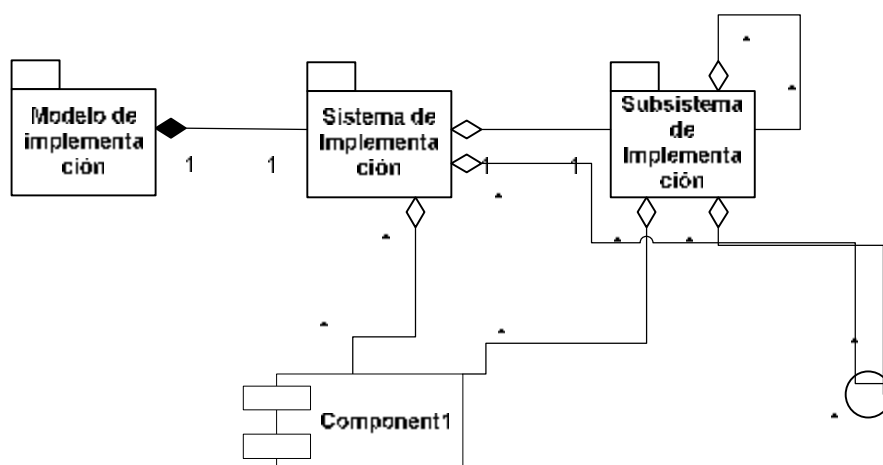 Modelo de
implementa
ción
1
1
Sistema de
Implementa
ción
1
1
Subsistema
de
Implementa
ción
*
*
*
*
*
*
*
*
*
*
*
Component1